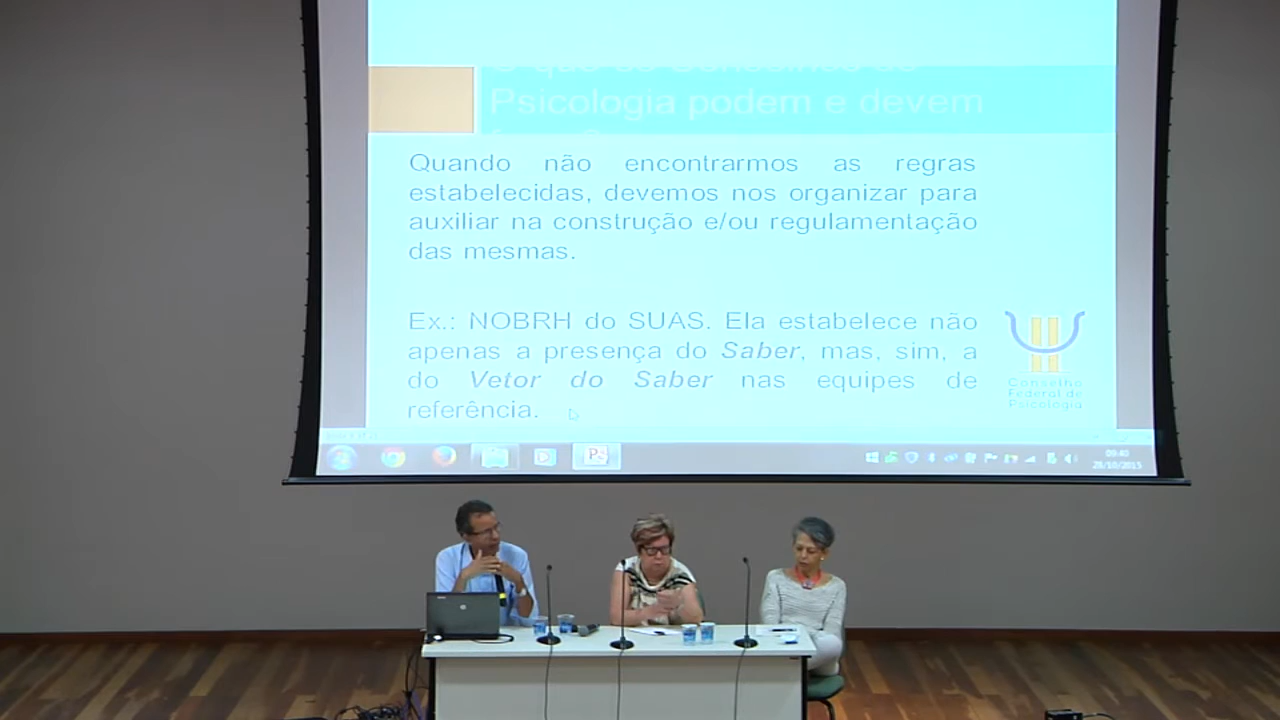 Psicologia podem e devem
Quando não encontrarmos as regras
estabelecidas, devemos nos organizar para
auxiliar na construção e/ou regulamentação
das mesmas.
Ex.: NOBRH do SUAS. Ela estabelece não
apenas a presença do Saber, mas, sim, a
do Vetor do Saber nas equipes de
referência.
Conselho
Federal de
Psicologia
09:40
28/10/2015